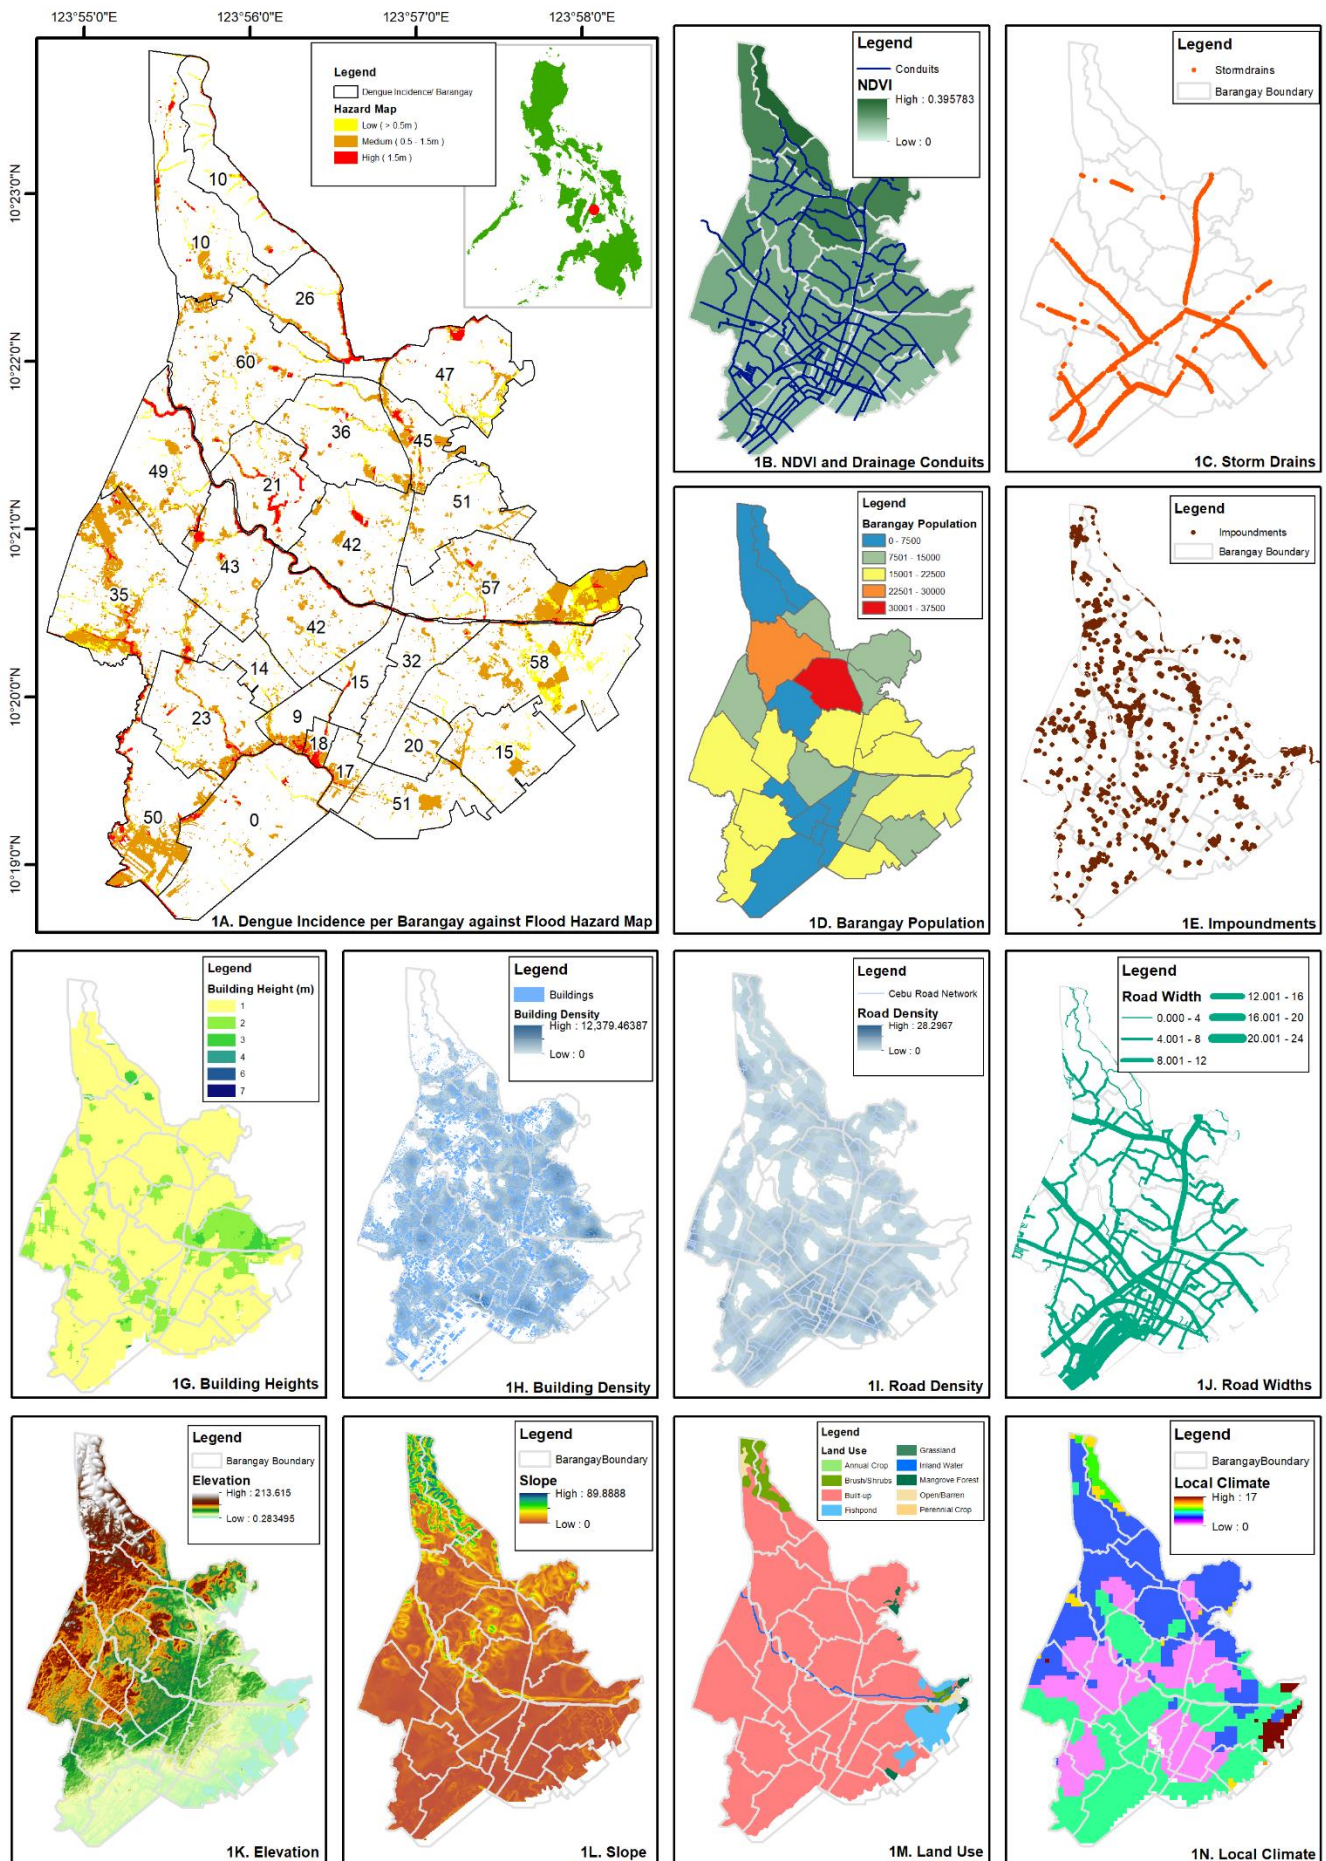 123°55'0"E
123°56'0"E
123°57'0"E
123°58'0"E
10°23'0"N
10°22'0"N
10°21'0"N
10°20'0"N
10°19'0"N
Legend
Dengue Incidence/ Barangay
Hazard Map
Low ( > 0.5m )
Medium ( 0.5 - 1.5m )
High ( 1.5m )
10
10
26
60
47
36
45
49
21
51
42
43
57
35
42
32
58
14
15
23
9
18
20
15
17
51
50
0
1A. Dengue Incidence per Barangay against Flood Hazard Map
Legend
Conduits
NDVI
High : 0.395783
Low : 0
1B. NDVI and Drainage Conduits
Legend
Stormdrains
Barangay Boundary
1C. Storm Drains
Legend
Barangay Population
0 - 7500
7501 - 15000
15001 - 22500
22501 - 30000
30001 - 37500
1D. Barangay Population
Legend
Impoundments
Barangay Boundary
1E. Impoundments
Legend
Building Height (m)
1
2
3
4
6
7
1G. Building Heights
Legend
Buildings
Building Density
High : 12,379.46387
Low : 0
1H. Building Density
Legend
Cebu Road Network
Road Density
High : 28.2967
Low : 0
1I. Road Density
Legend
Road Width
0.000 - 4
4.001 - 8
8.001 - 12
12.001 - 16
16.001 - 20
20.001 - 24
1J. Road Widths
Legend
Barangay Boundary
Elevation
High : 213.615
Low : 0.283495
1K. Elevation
Legend
BarangayBoundary
Slope
High : 89.8888
Low : 0
1L. Slope
Legend
Land Use
Annual Crop
Brush/Shrubs
Built-up
Fishpond
Grassland
Inland Water
Mangrove Forest
Open/Barren
Perennial Crop
1M. Land Use
Legend
BarangayBoundary
Local Climate
High : 17
Low : 0
1N. Local Climate